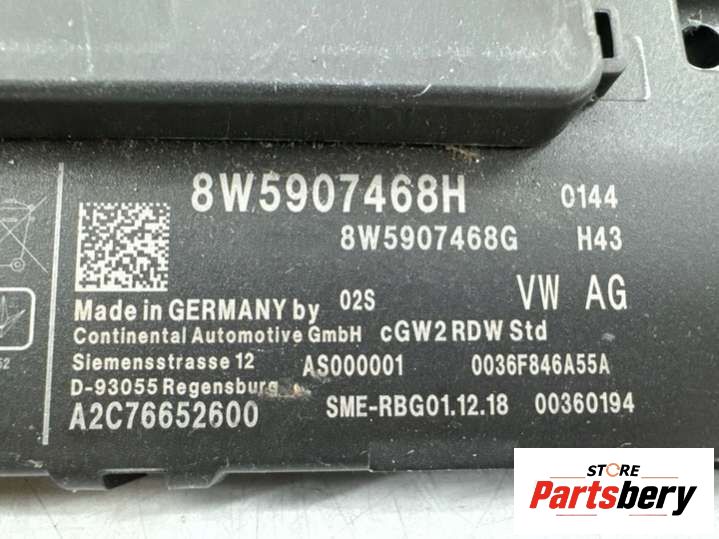 8W5907468H 0144
8W5907468G H43
Made in GERMANY by 02S VW AG
Continental Automotive GmbH cGW2 RDW Std
Siemensstrasse 12 AS000001 0036F846A55A
D-93055 Regensburg
A2C76652600 SME-RBG01.12.18 00360194
52
STORE
Partsbery